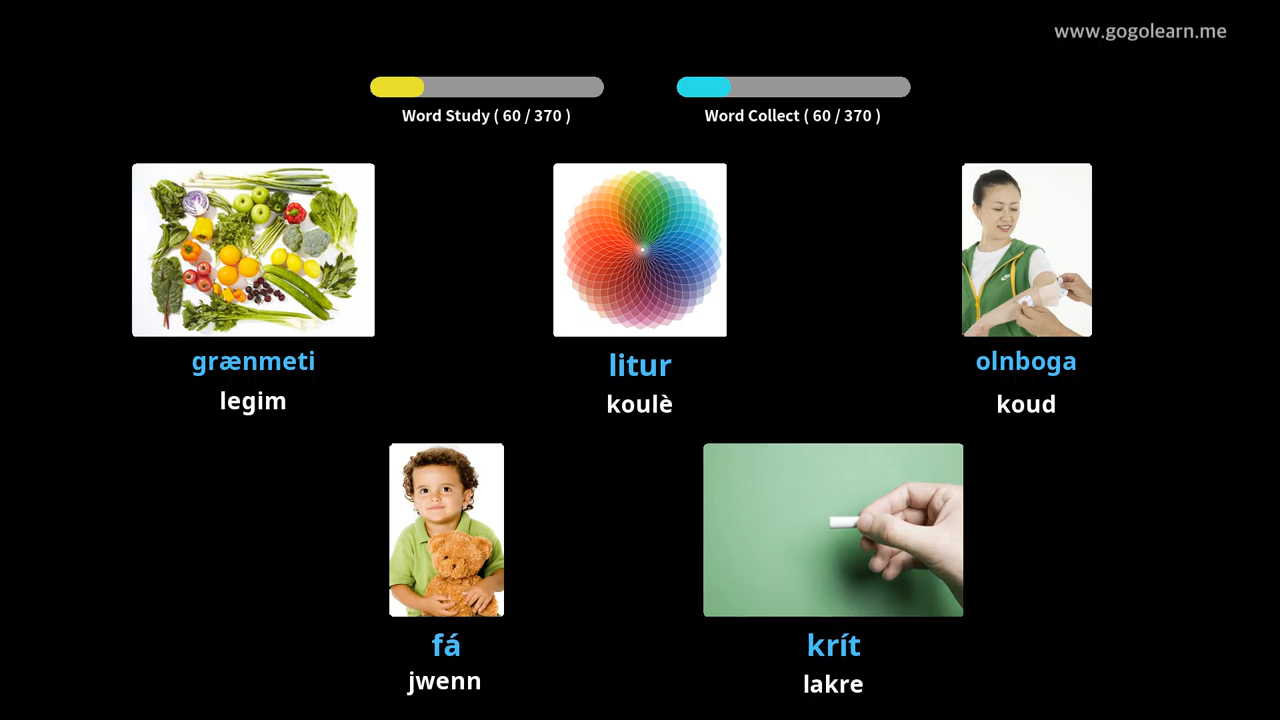 www.gogolearn.me
Word Study ( 60 / 370 )
Word Collect ( 60 / 370 )
grænmeti
legim
litur
koulè
olnboga
koud
fá
jwenn
krít
lakre